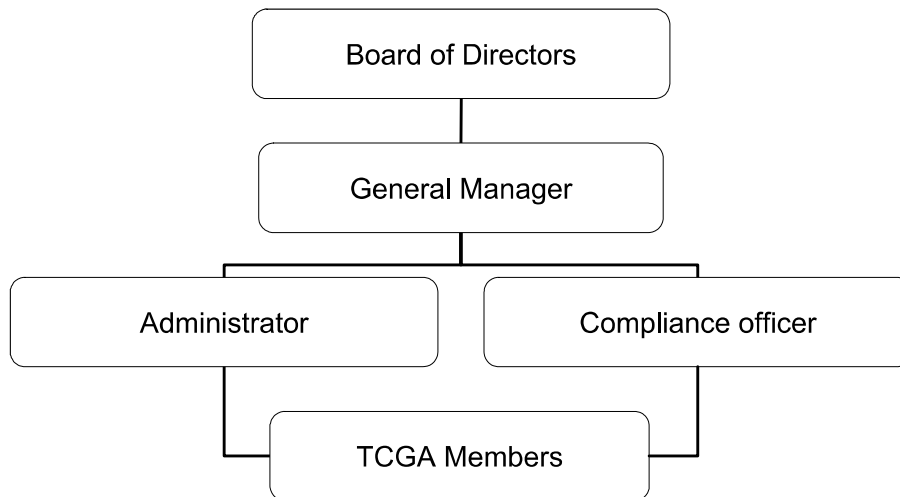 Board of Directors
General Manager
Administrator
Compliance officer
TCGA Members